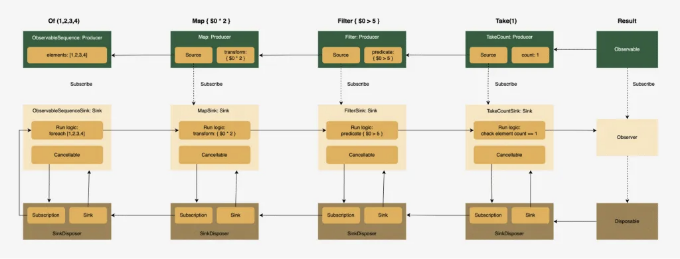 Of (1,2,3,4)
Map { $0 * 2 }
Filter { $0 > 5 }
Take(1)
Result
ObservableSequence: Producer
elements: [1,2,3,4]
Map: Producer
Source
transform:
{ $0 * 2 }
Filter: Producer
Source
predicate:
{ $0 > 5 }
TakeCount: Producer
Source
count: 1
Observable
Subscribe
Subscribe
Subscribe
Subscribe
Subscribe
ObservableSequenceSink: Sink
Run logic:
foreach [1,2,3,4]
Cancellable
MapSink: Sink
Run logic:
transform: { $0 * 2 }
Cancellable
FilterSink: Sink
Run logic:
predicate { $0 > 5 }
Cancellable
TakeCountSink: Sink
Run logic:
check element count == 1
Cancellable
Observer
Subscription
Sink
SinkDisposer
Subscription
Sink
SinkDisposer
Subscription
Sink
SinkDisposer
Subscription
Sink
SinkDisposer
Disposable